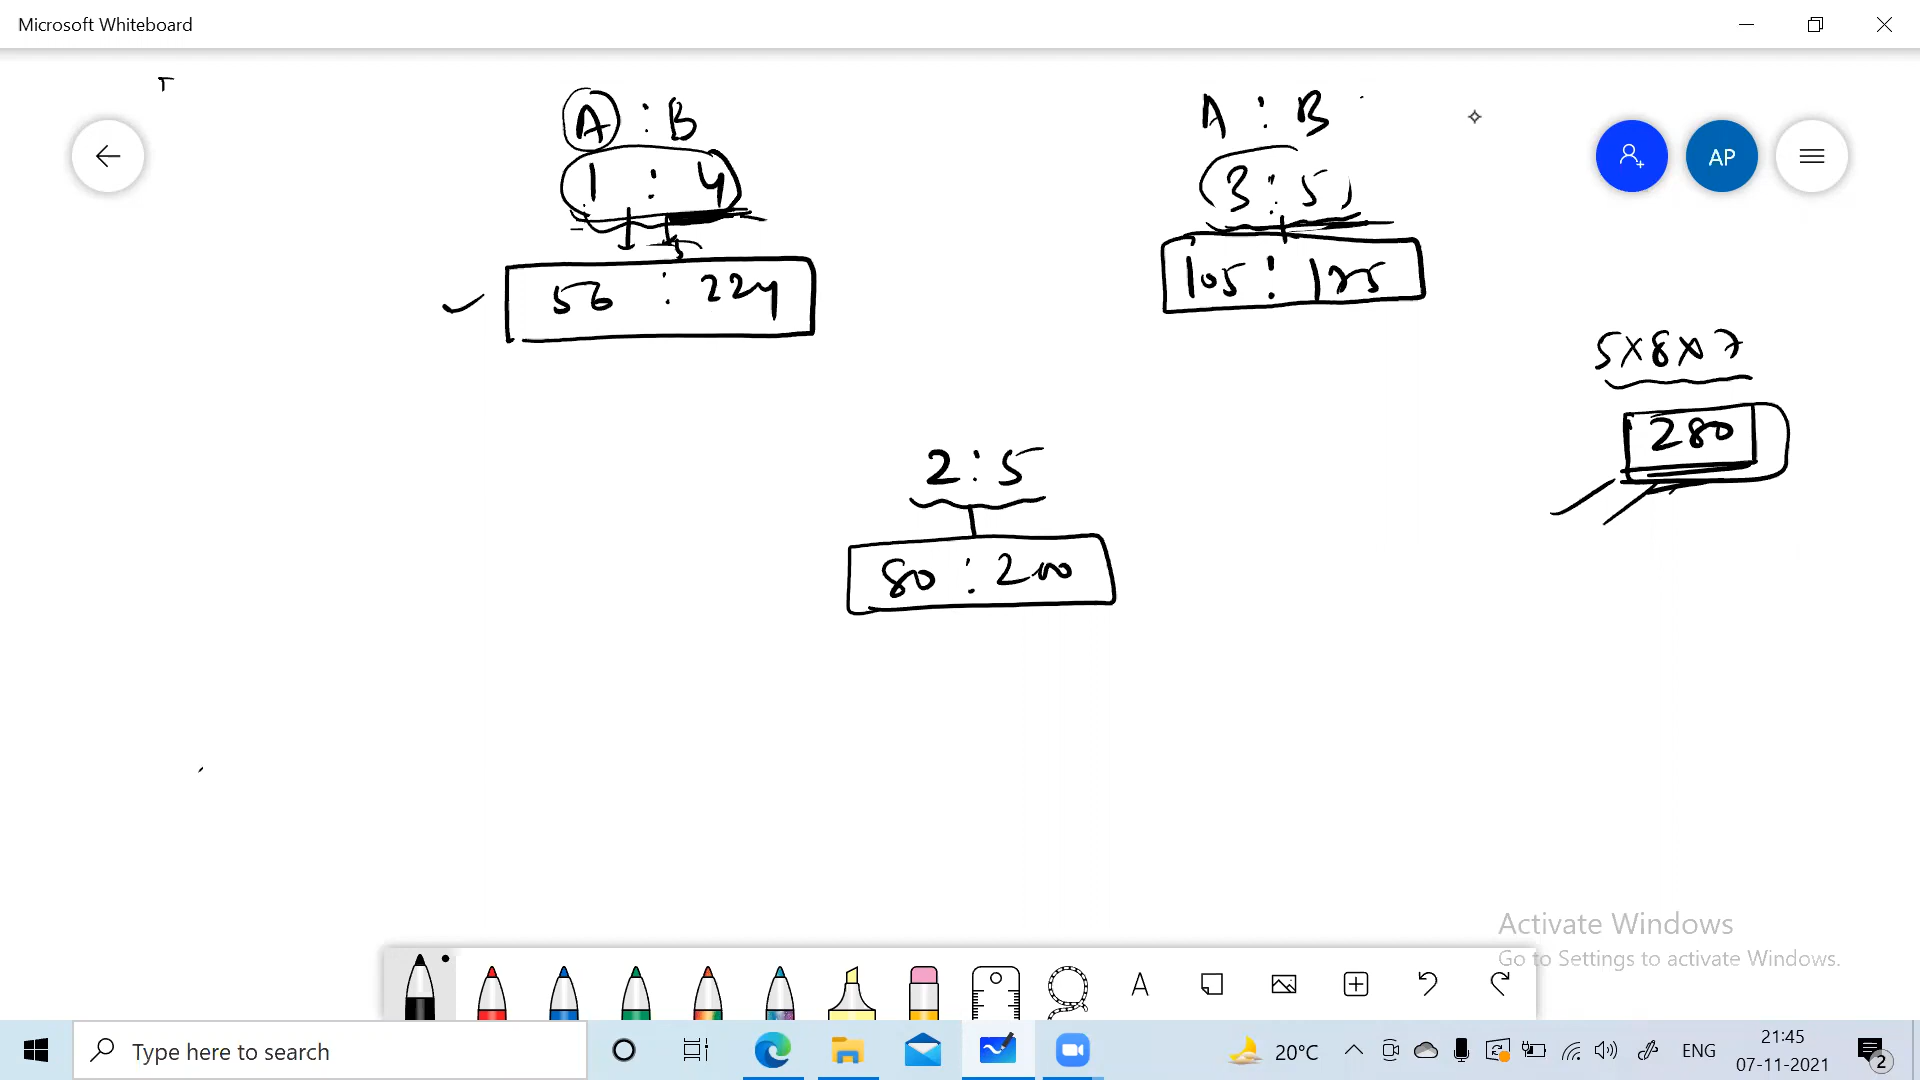 Microsoft Whiteboard
A : B
1 : 4
5
56 : 224
A : B
3 : 5
105 : 175
5 x 8 x 7
280
2 : 5
80 : 200
AP
Activate Windows
Go to Settings to activate Windows.
A
Type here to search
20°C
ENG
21:45
07-11-2021
2